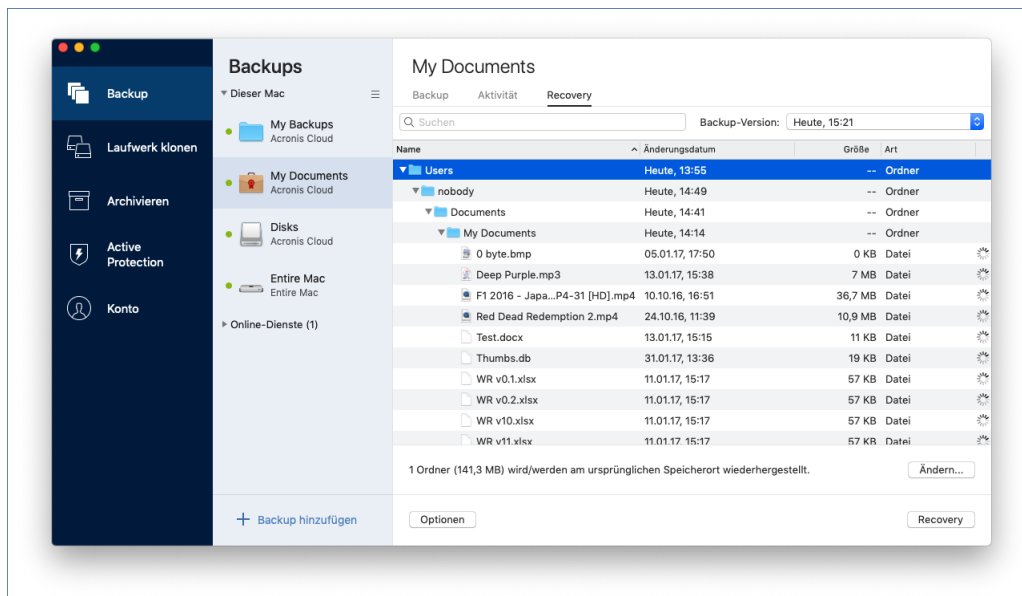 Backup
Laufwerk klonen
Archivieren
Active
Protection
Konto
Backups
Dieser Mac
My Backups
Acronis Cloud
My Documents
Acronis Cloud
Disks
Acronis Cloud
Entire Mac
Entire Mac
Online-Dienste (1)
Backup hinzufügen
My Documents
Backup Aktivität Recovery
Suchen Backup-Version: Heute, 15:21
Name Änderungsdatum Größe Art
Users Heute, 13:55 -- Ordner
nobody Heute, 14:49 -- Ordner
Documents Heute, 14:41 -- Ordner
My Documents Heute, 14:14 -- Ordner
0 byte.bmp 05.01.17, 17:50 0 KB Datei
Deep Purple.mp3 13.01.17, 15:38 7 MB Datei
F1 2016 - Japa...P4-31 [HD].mp4 10.10.16, 16:51 36,7 MB Datei
Red Dead Redemption 2.mp4 24.10.16, 11:39 10,9 MB Datei
Test.docx 13.01.17, 15:15 11 KB Datei
Thumbs.db 31.01.17, 13:36 19 KB Datei
WR v0.1.xlsx 11.01.17, 15:17 57 KB Datei
WR v0.2.xlsx 11.01.17, 15:17 57 KB Datei
WR v10.xlsx 11.01.17, 15:17 57 KB Datei
WR v11.xlsx 11.01.17, 15:17 57 KB Datei
1 Ordner (141,3 MB) wird/werden am ursprünglichen Speicherort wiederhergestellt. Ändern...
Optionen Recovery